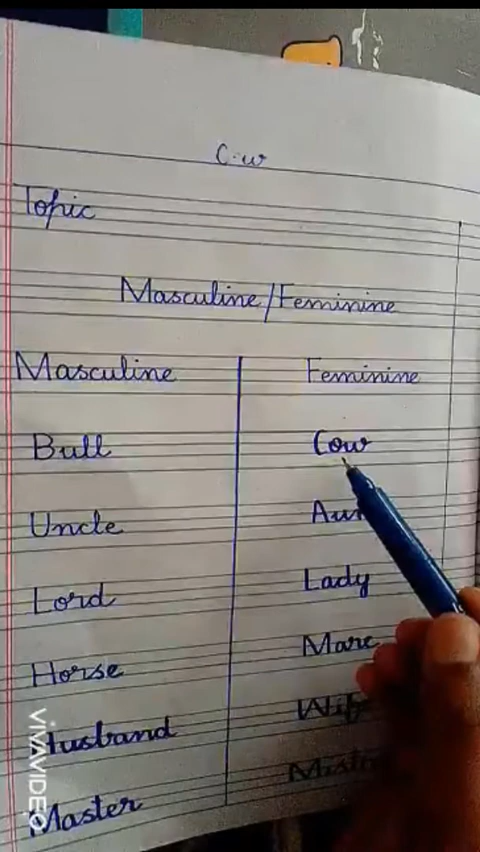 C.w
Topic
Masculine/Feminine
Masculine Feminine
Bull Cow
Uncle
Lord Lady
Horse Mare
Husband
Master
VIVAVIDEO